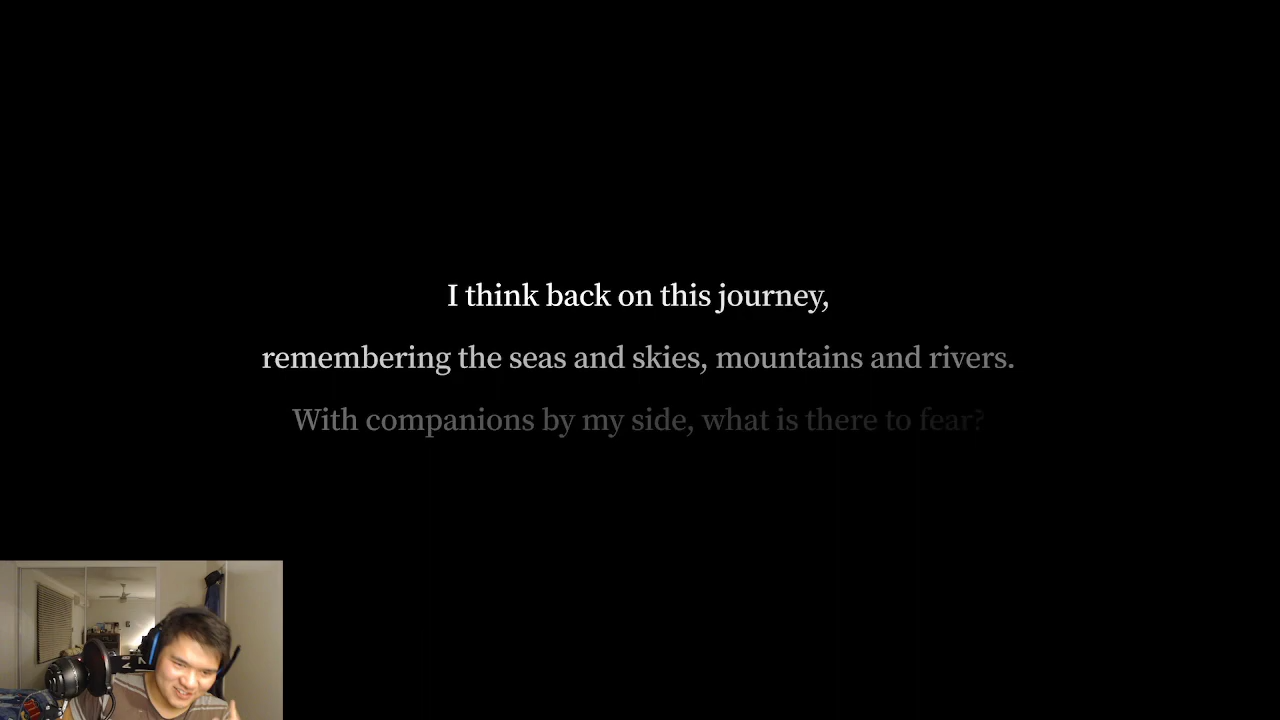 I think back on this journey,
remembering the seas and skies, mountains and rivers.
With companions by my side, what is there to fear?